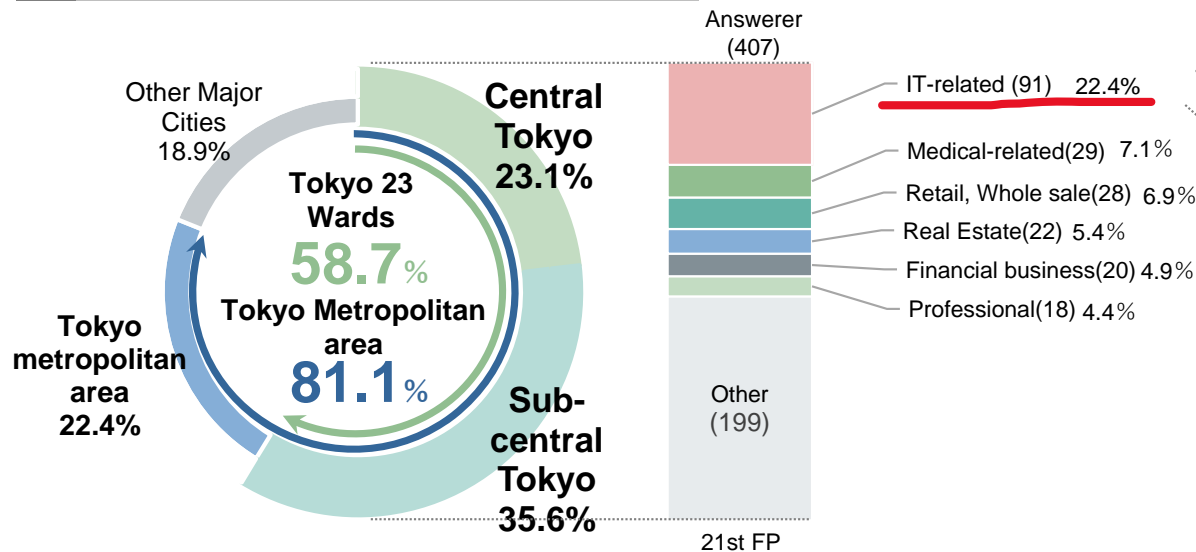 Other Major
Cities
18.9%
Central
Tokyo
23.1%
Tokyo 23
Wards
58.7%
Tokyo Metropolitan
area
81.1%
Tokyo
metropolitan
area
22.4%
Sub-
central
Tokyo
35.6%
Answerer
(407)
IT-related (91) 22.4%
Medical-related(29) 7.1%
Retail, Whole sale(28) 6.9%
Real Estate(22) 5.4%
Financial business(20) 4.9%
Professional(18) 4.4%
Other
(199)
21st FP